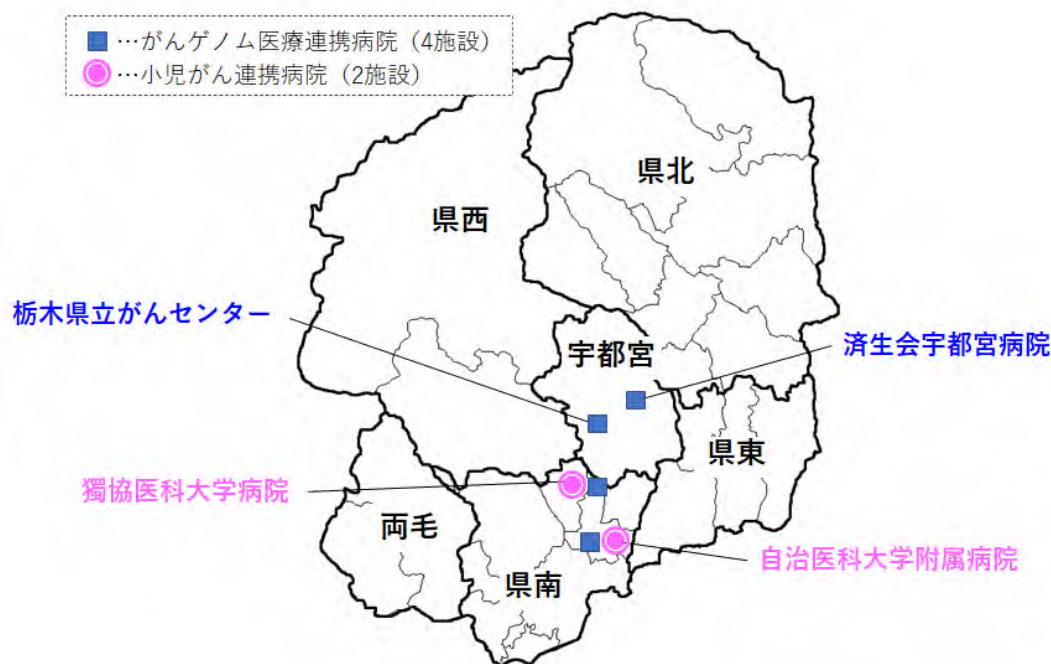 …がんゲノム医療連携病院（4施設）
…小児がん連携病院（2施設）
県北
県西
栃木県立がんセンター
宇都宮
済生会宇都宮病院
県東
獨協医科大学病院
両毛
自治医科大学附属病院
県南